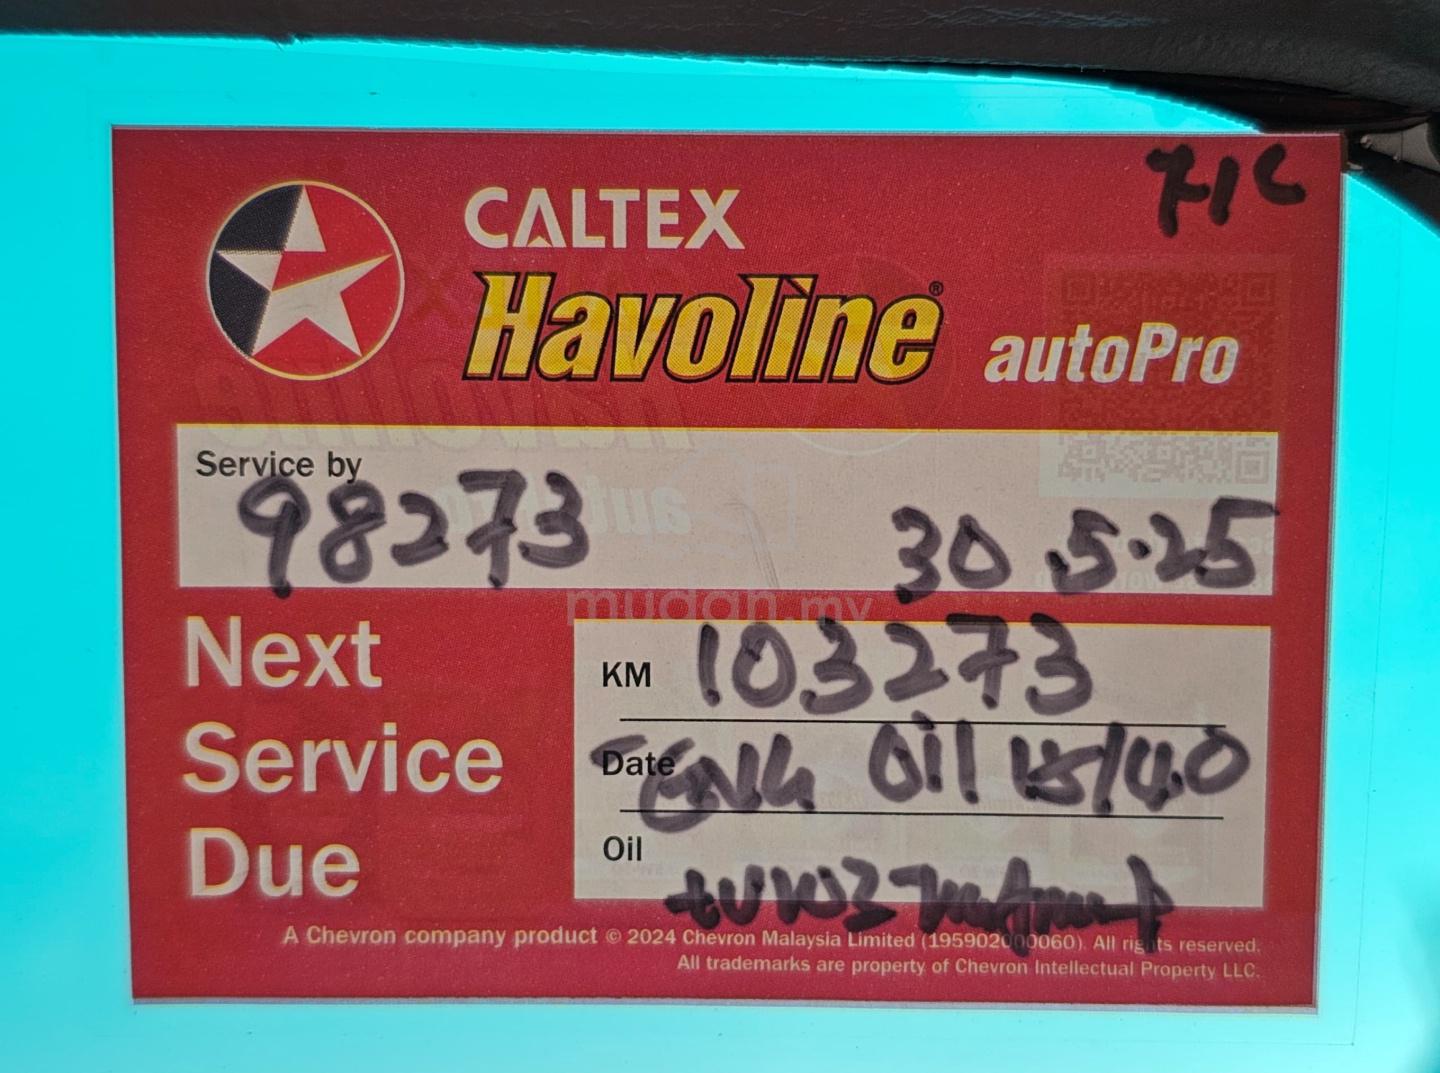 CALTEX
Havoline® autoPro
Service by
98273 30.5.25
mudah.my
Next
Service
Due
KM 103273
Date ENG Oil 15/40
Oil
A Chevron company product © 2024 Chevron Malaysia Limited (195902000060). All rights reserved.
All trademarks are property of Chevron Intellectual Property LLC.